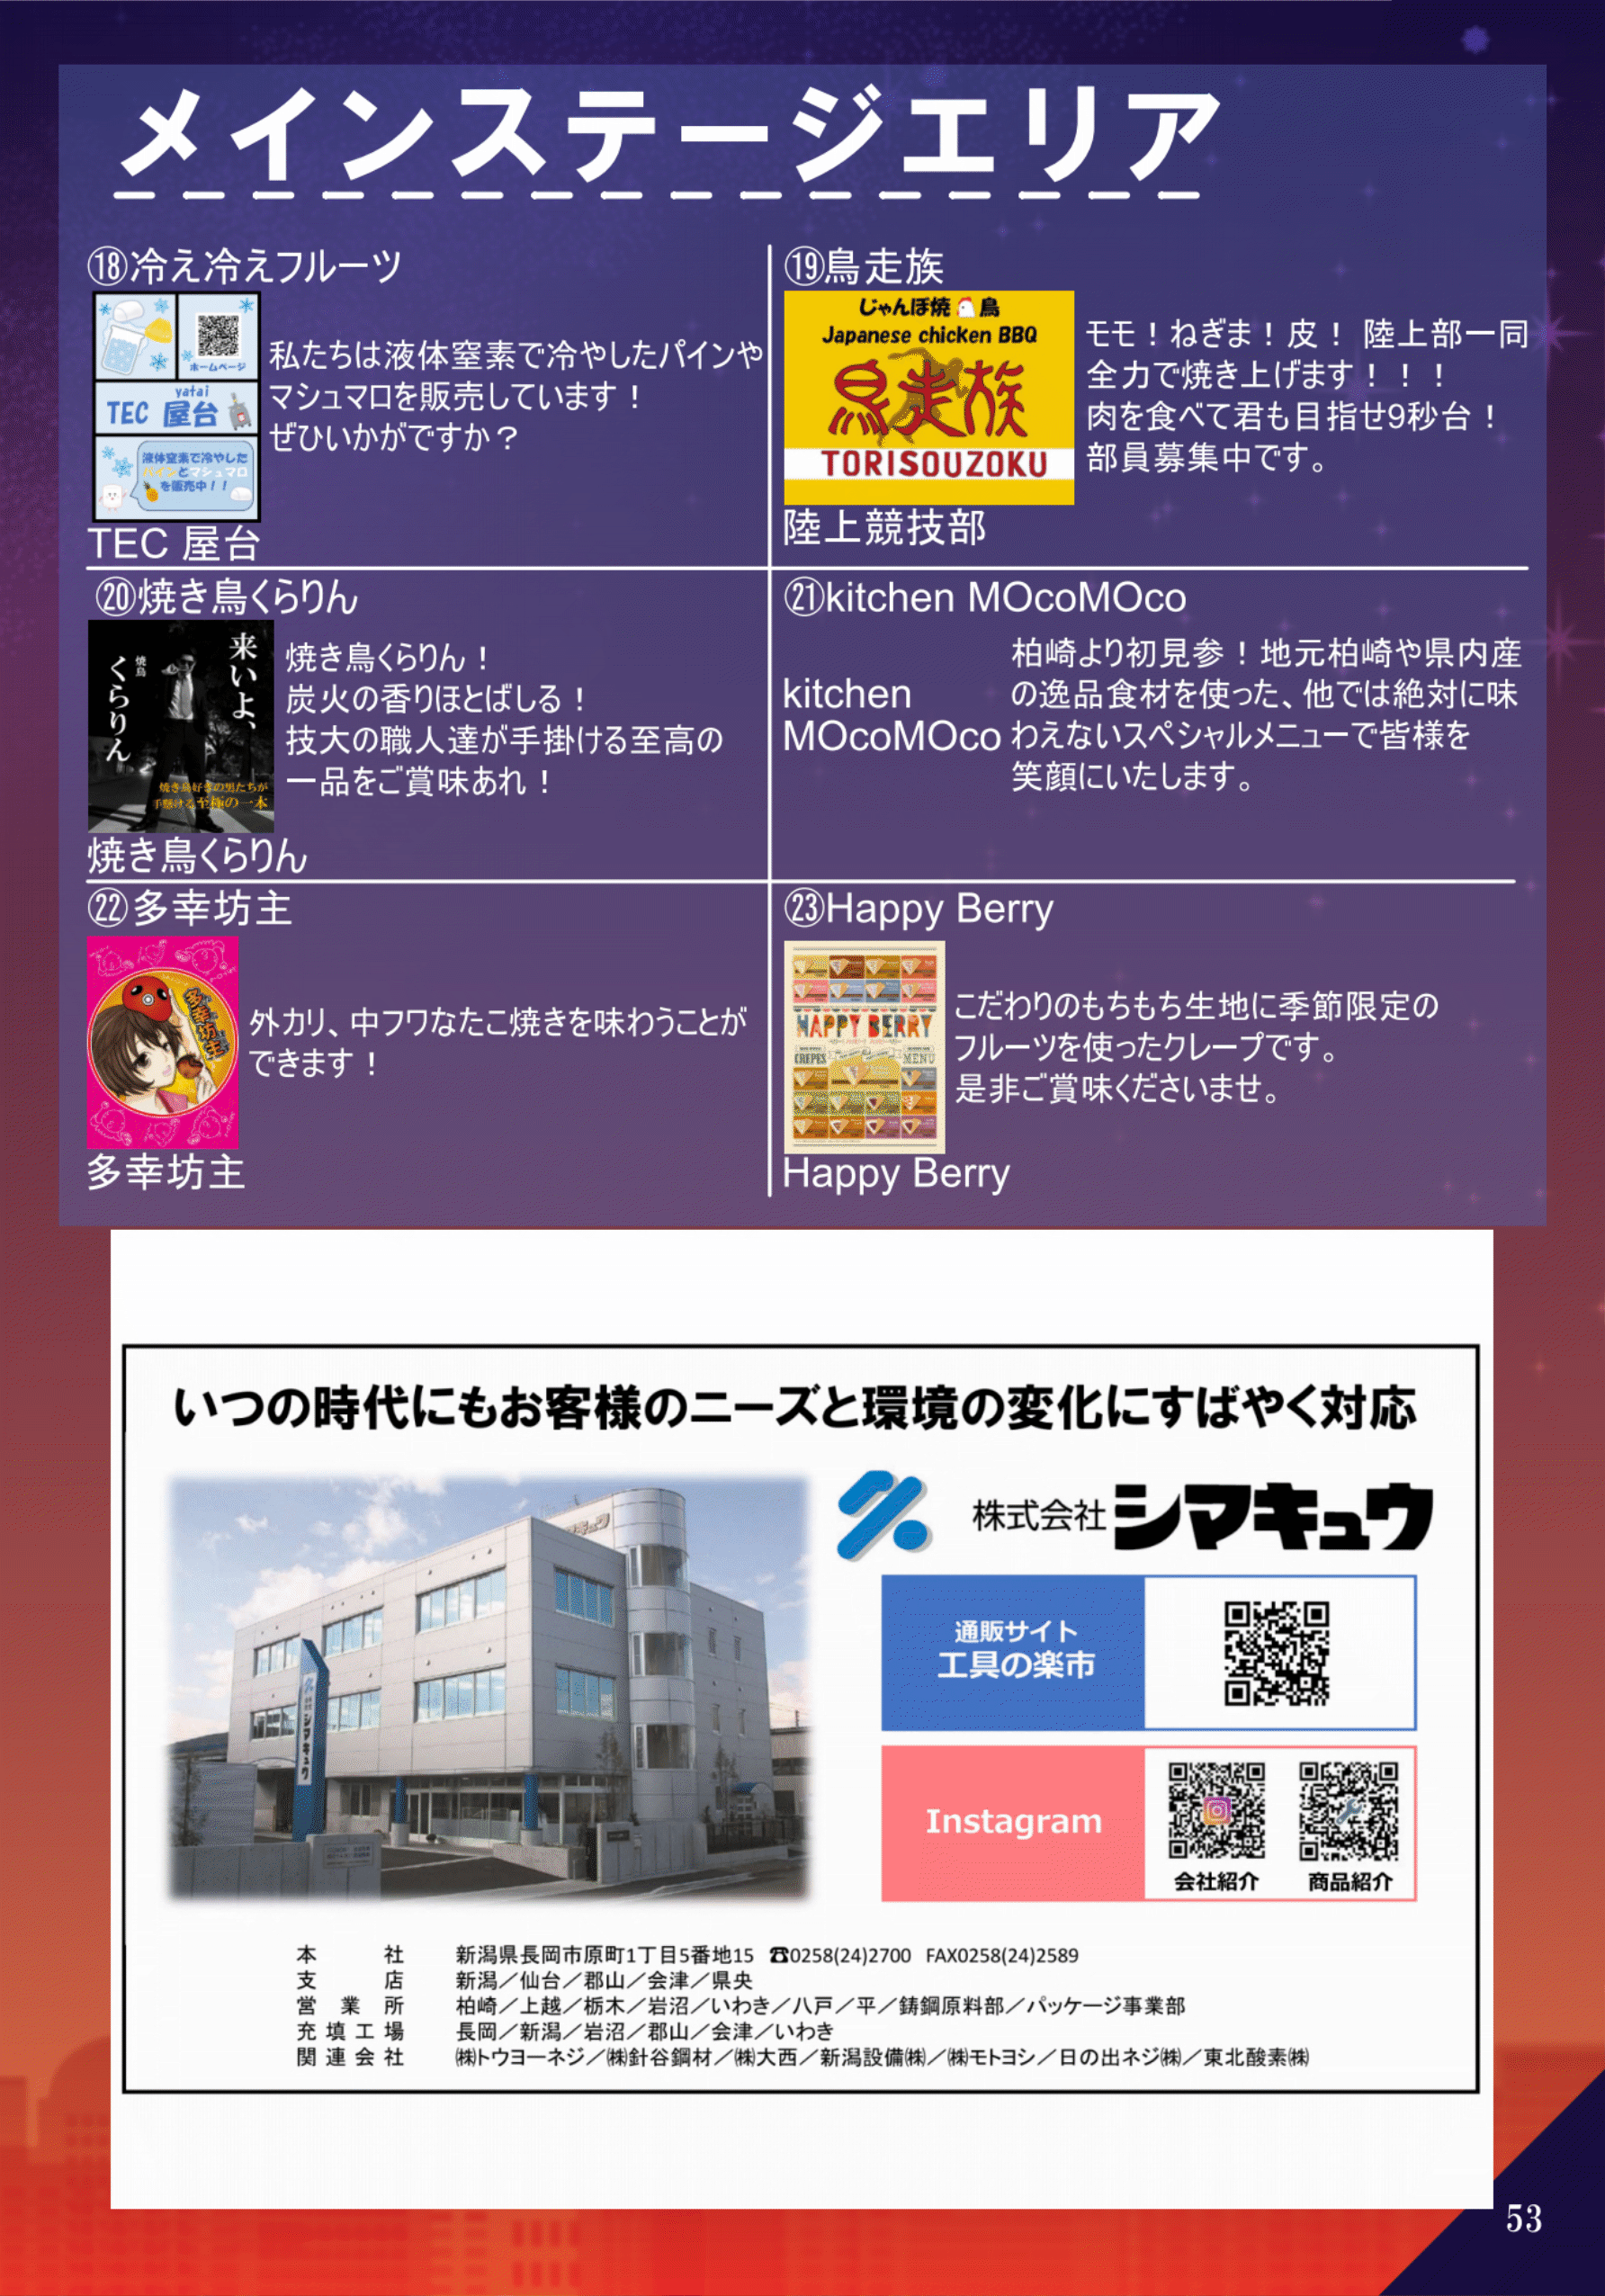 メインステージエリア
⑱冷え冷えフルーツ
ホームページ
yatai
TEC 屋台
液体窒素で冷やした
パインとマシュマロ
を販売中！！
私たちは液体窒素で冷やしたパインや
マシュマロを販売しています！
ぜひいかがですか？
TEC 屋台
⑲鳥走族
じゃんぼ焼 鳥
Japanese chicken BBQ
鳥走族
TORISOUZOKU
モモ！ねぎま！皮！ 陸上部一同
全力で焼き上げます！！！
肉を食べて君も目指せ9秒台！
部員募集中です。
陸上競技部
⑳焼き鳥くらりん
来いよ、
焼鳥
くらりん
焼き鳥好きの男たちが
手懸ける至極の一本
焼き鳥くらりん！
炭火の香りほとばしる！
技大の職人達が手掛ける至高の
一品をご賞味あれ！
焼き鳥くらりん
㉑kitchen MOcoMOco
kitchen
MOcoMOco
柏崎より初見参！地元柏崎や県内産
の逸品食材を使った、他では絶対に味
わえないスペシャルメニューで皆様を
笑顔にいたします。
㉒多幸坊主
多幸坊主
外カリ、中フワなたこ焼きを味わうことが
できます！
多幸坊主
㉓Happy Berry
HAPPY BERRY
CREPES
MENU
こだわりのもちもち生地に季節限定の
フルーツを使ったクレープです。
是非ご賞味くださいませ。
Happy Berry
いつの時代にもお客様のニーズと環境の変化にすばやく対応
シマキュウ
シマキュウ
株式会社シマキュウ
通販サイト
工具の楽市
Instagram
会社紹介 商品紹介
本社 新潟県長岡市原町1丁目5番地15 ☎0258(24)2700 FAX0258(24)2589
支店 新潟／仙台／郡山／会津／県央
営業所 柏崎／上越／栃木／岩沼／いわき／八戸／平／鋳鋼原料部／パッケージ事業部
充填工場 長岡／新潟／岩沼／郡山／会津／いわき
関連会社 ㈱トウヨーネジ／㈱針谷鋼材／㈱大西／新潟設備㈱／㈱モトヨシ／日の出ネジ㈱／東北酸素㈱
53